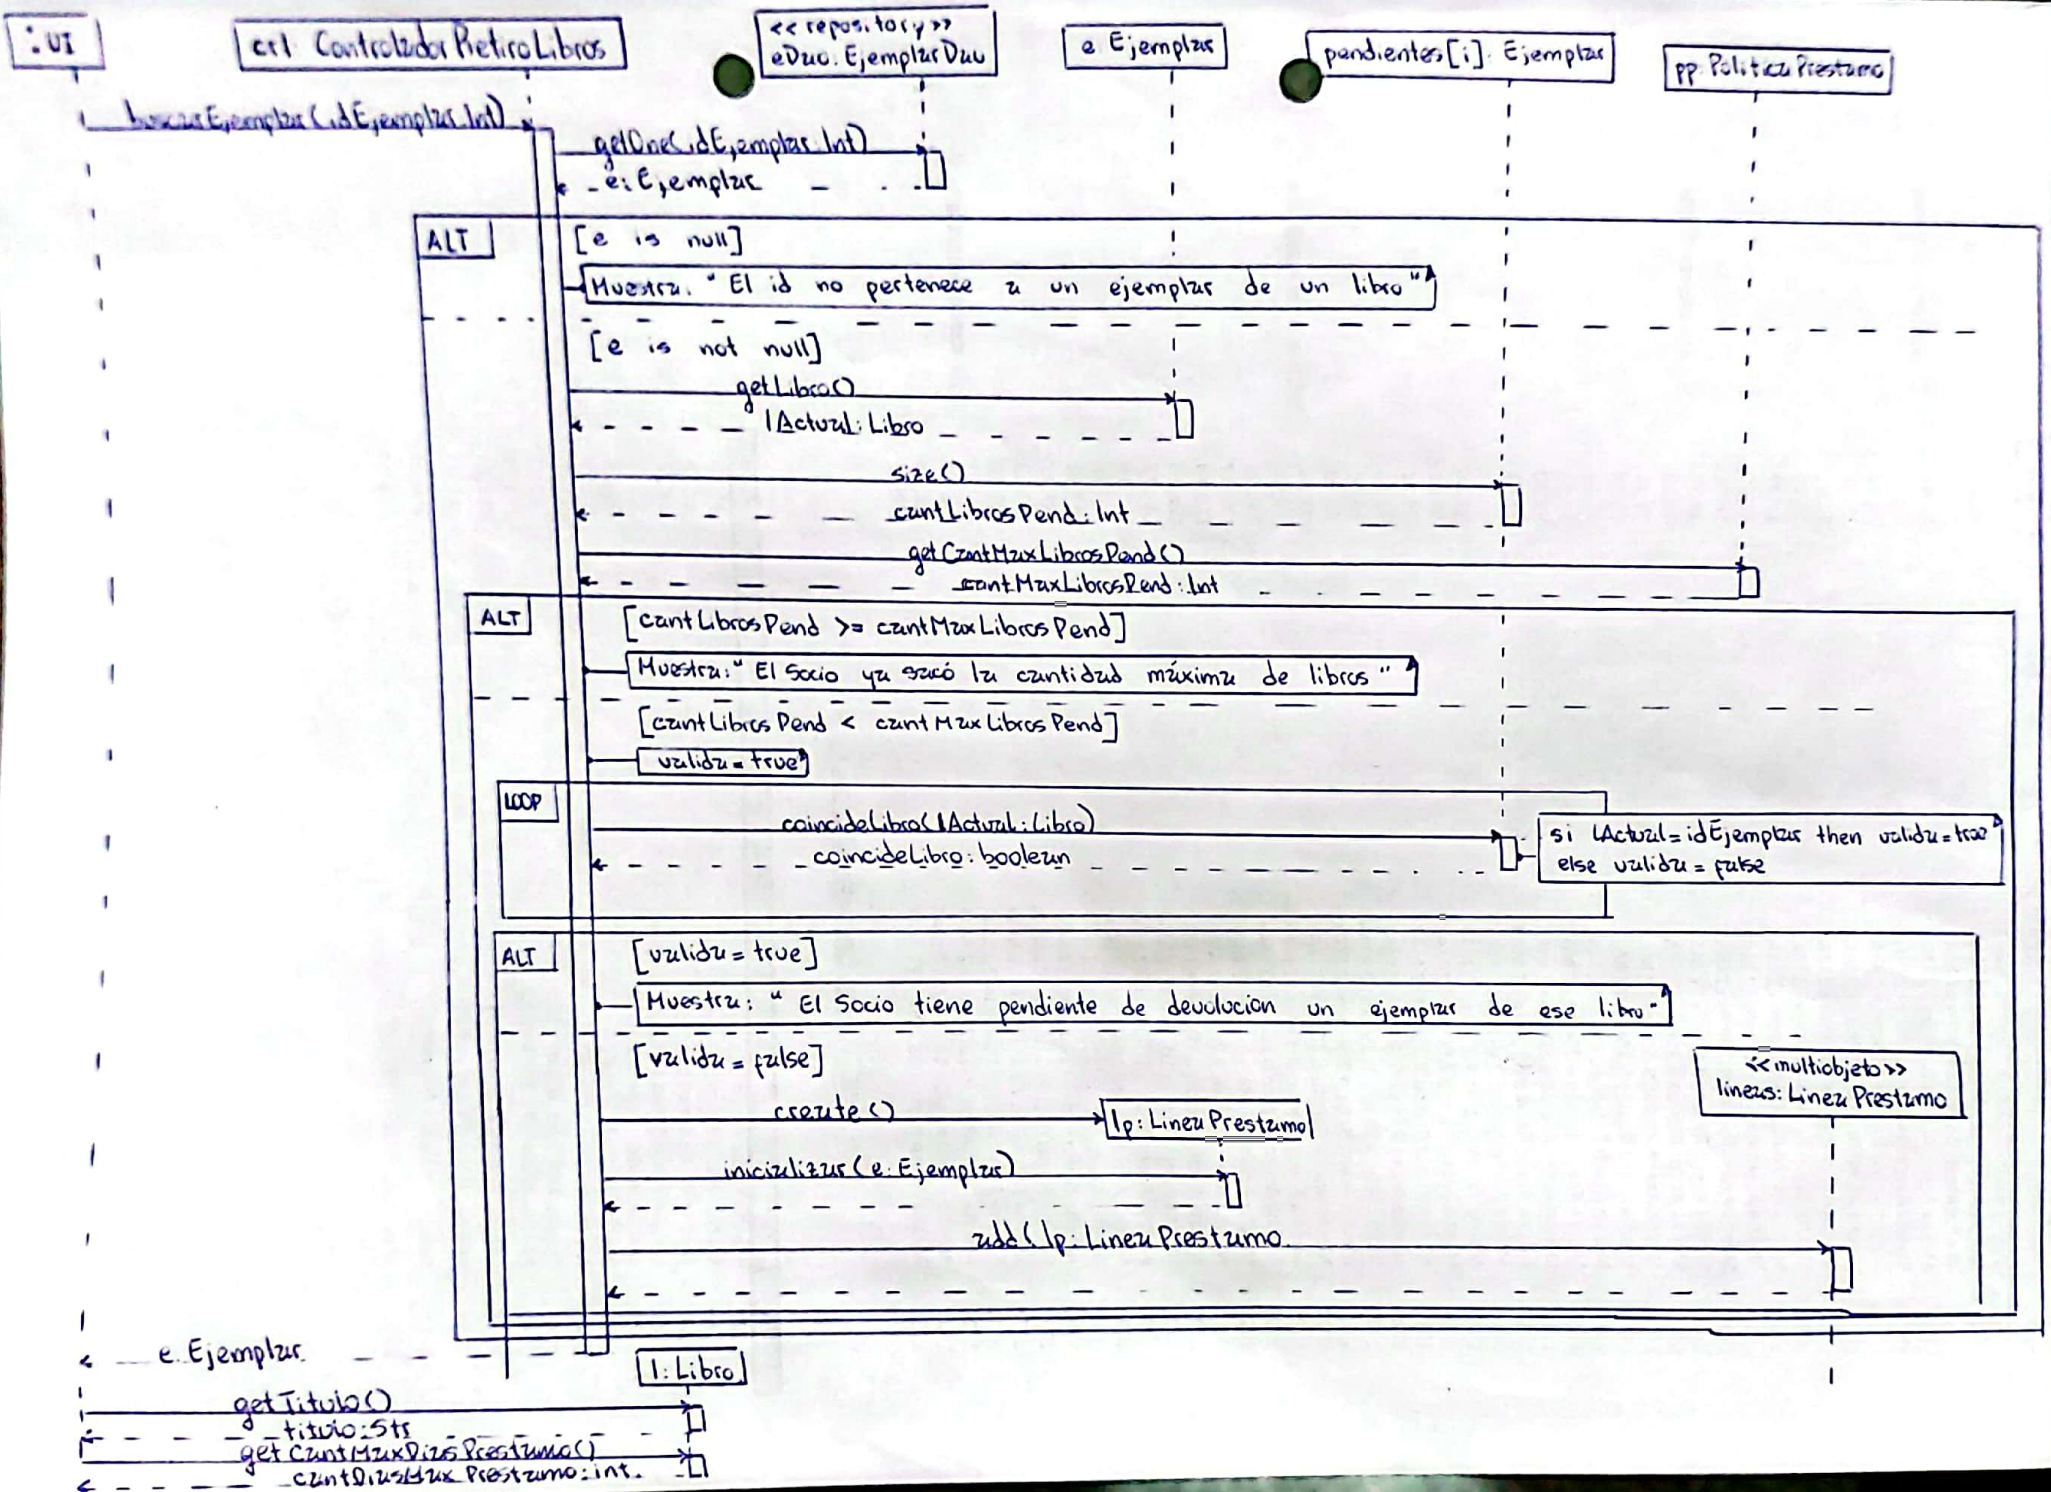 : UI
crl: ControladorRetiroLibros
<< repository >>
eDao: EjemplarDao
e: Ejemplar
pendientes[i]: Ejemplar
pp: PoliticaPrestamo
buscarEjemplar(idEjemplar: Int)
getOne(idEjemplar: Int)
e: Ejemplar
ALT
[e is null]
Muestra: "El id no pertenece a un ejemplar de un libro"
[e is not null]
getLibro()
lActual: Libro
size()
cantLibrosPend: Int
getCantMaxLibrosPend()
cantMaxLibrosPend: Int
ALT
[cantLibrosPend >= cantMaxLibrosPend]
Muestra: "El Socio ya sacó la cantidad máxima de libros"
[cantLibrosPend < cantMaxLibrosPend]
valida = true
LOOP
coincideLibro(lActual: Libro)
coincideLibro: boolean
si lActual = idEjemplar then valida = true
else valida = false
ALT
[valida = true]
Muestra: "El Socio tiene pendiente de devolucion un ejemplar de ese libro"
[valida = false]
<< multiobjeto >>
lineas: LineaPrestamo
create()
lp: LineaPrestamo
inicializar(e: Ejemplar)
add(lp: LineaPrestamo
e: Ejemplar
l: Libro
getTitulo()
titulo: Str
getCantMaxDiasPrestamo()
cantDiasMaxPrestamo: int